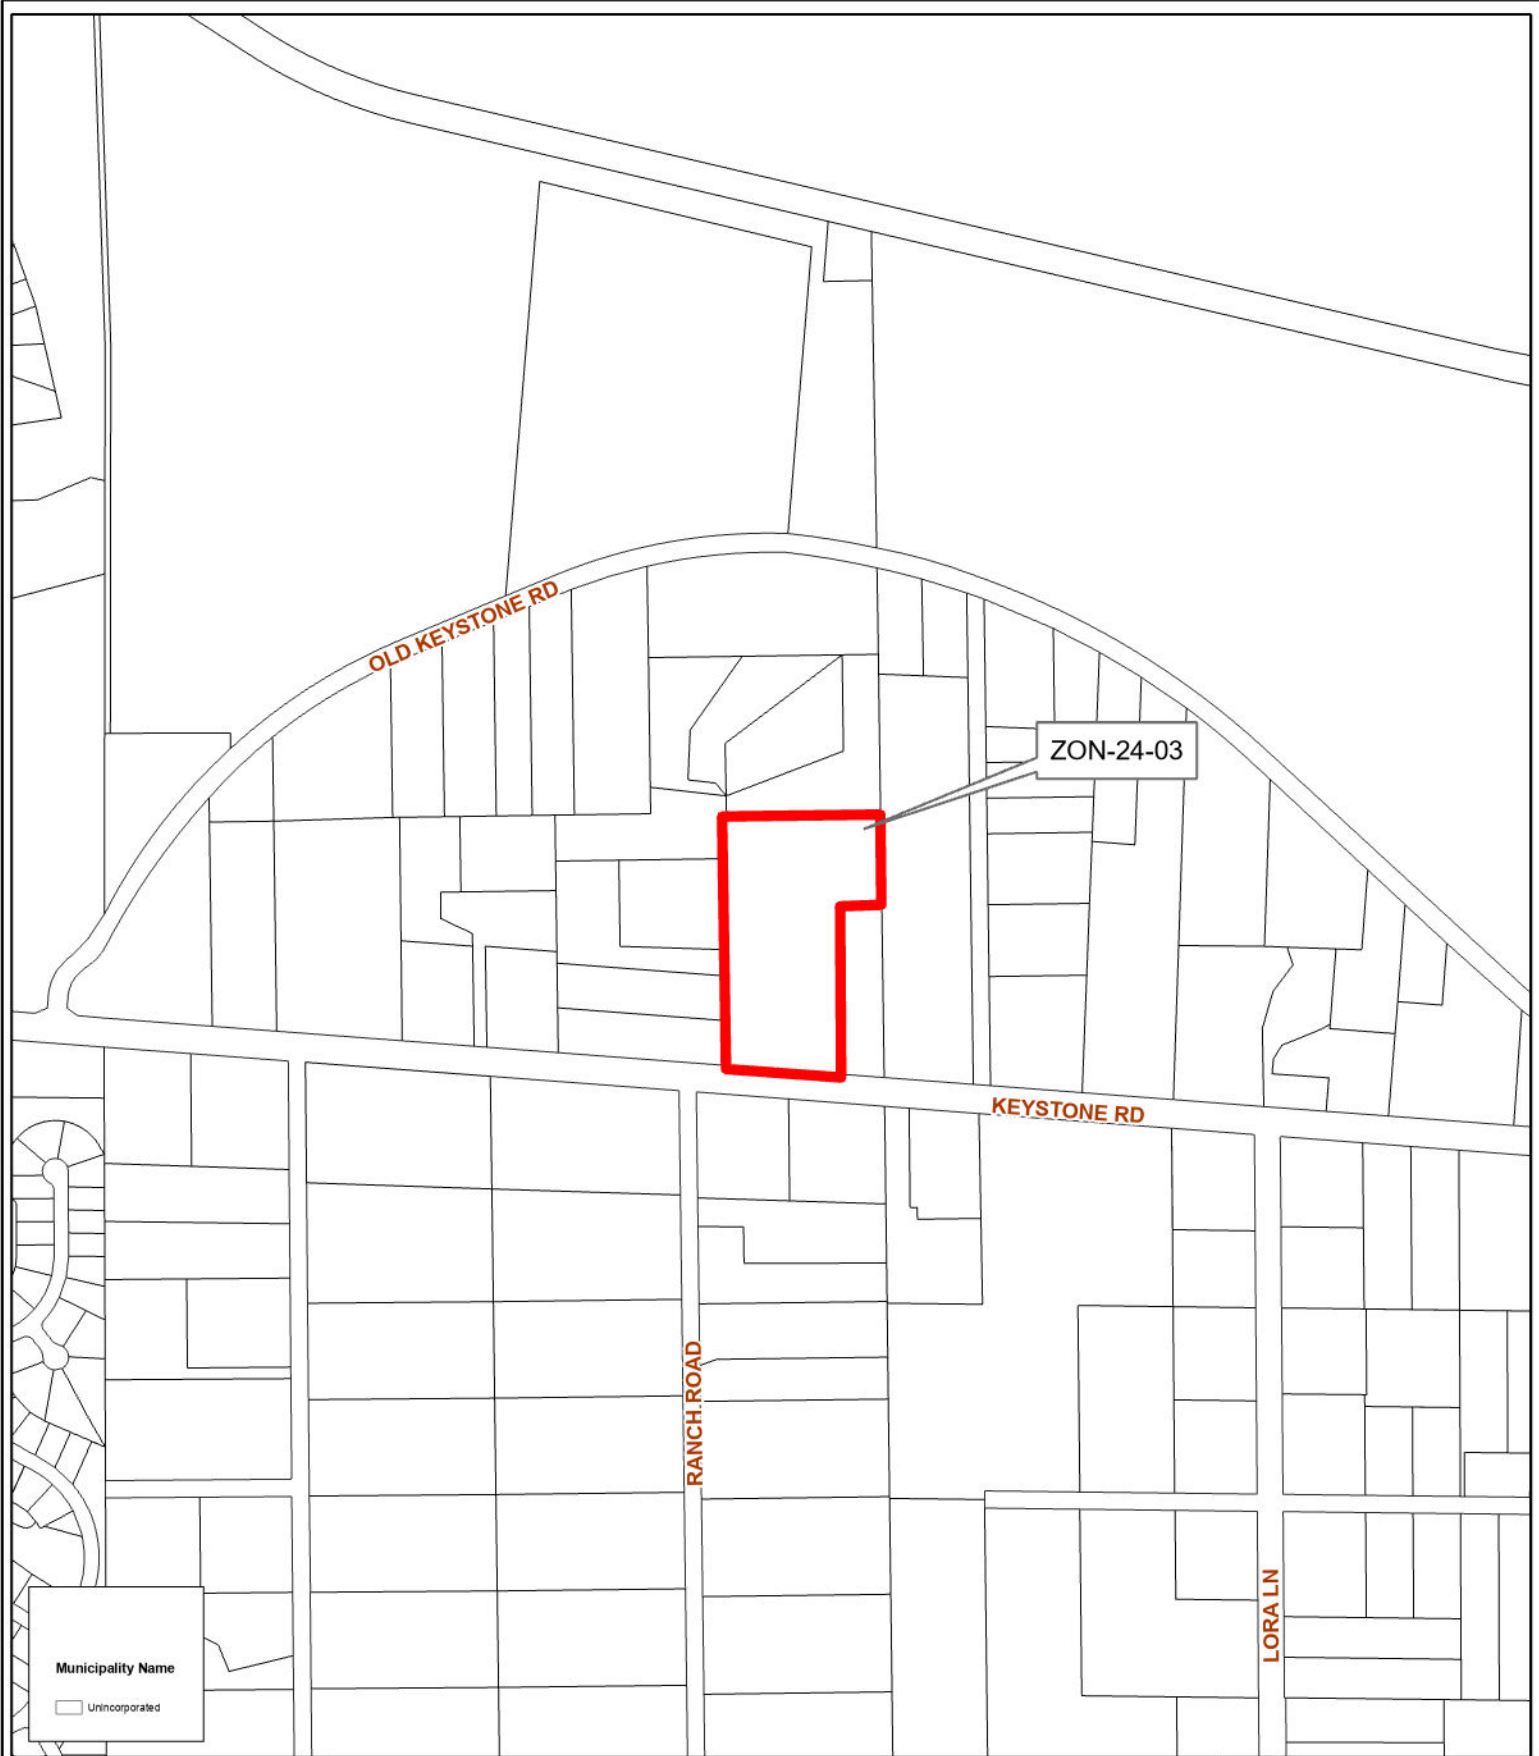 OLD KEYSTONE RD
ZON-24-03
KEYSTONE RD
RANCH ROAD
LORA LN
Municipality Name
Unincorporated